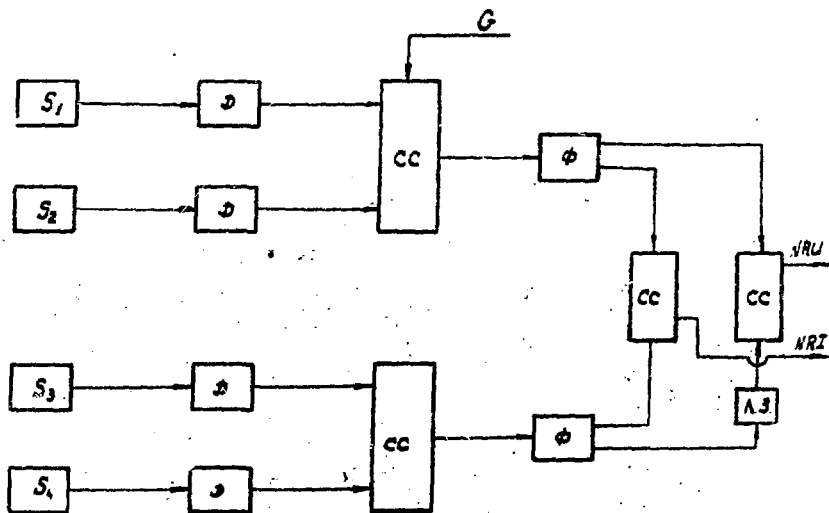 G
S₁ D
CC
Ф
S₂ D
CC CC
NRU
NRI
S₃ D
CC
Ф
Л.З.
S₄ D